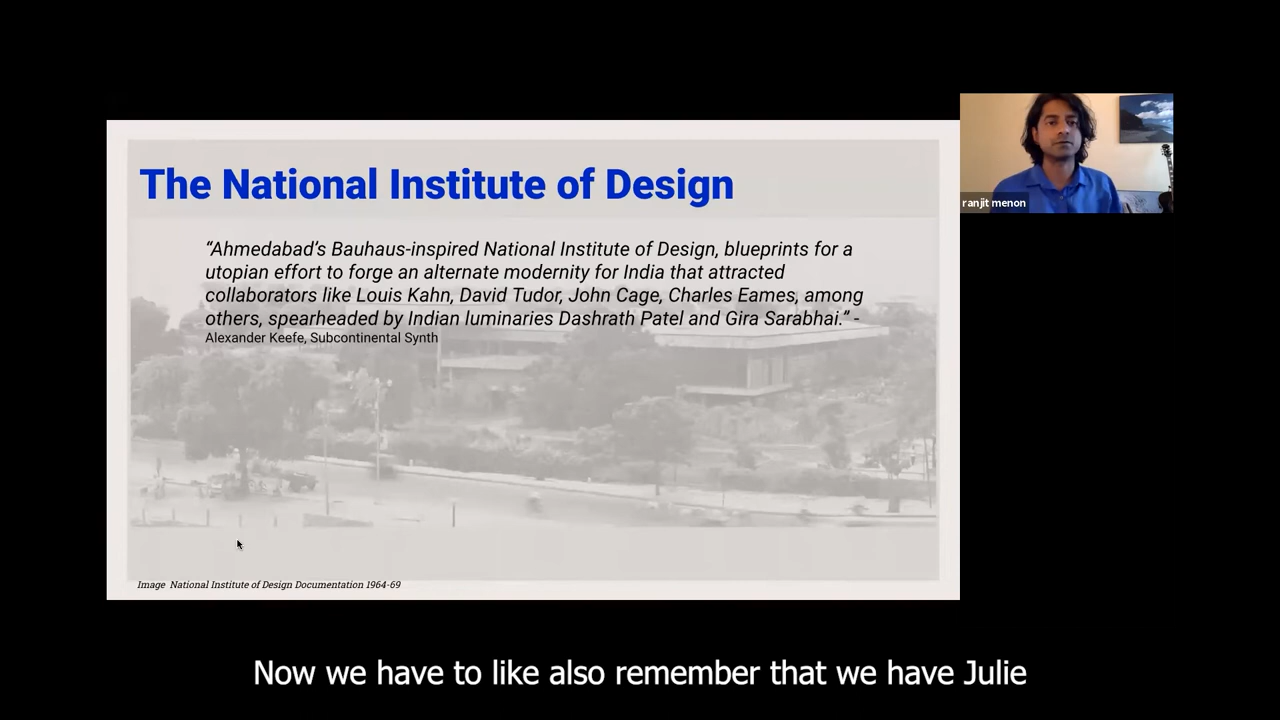 The National Institute of Design
“Ahmedabad’s Bauhaus-inspired National Institute of Design, blueprints for a
utopian effort to forge an alternate modernity for India that attracted
collaborators like Louis Kahn, David Tudor, John Cage, Charles Eames, among
others, spearheaded by Indian luminaries Dashrath Patel and Gira Sarabhai.” -
Alexander Keefe, Subcontinental Synth
Image  National Institute of Design Documentation 1964-69
ranjit menon
Now we have to like also remember that we have Julie